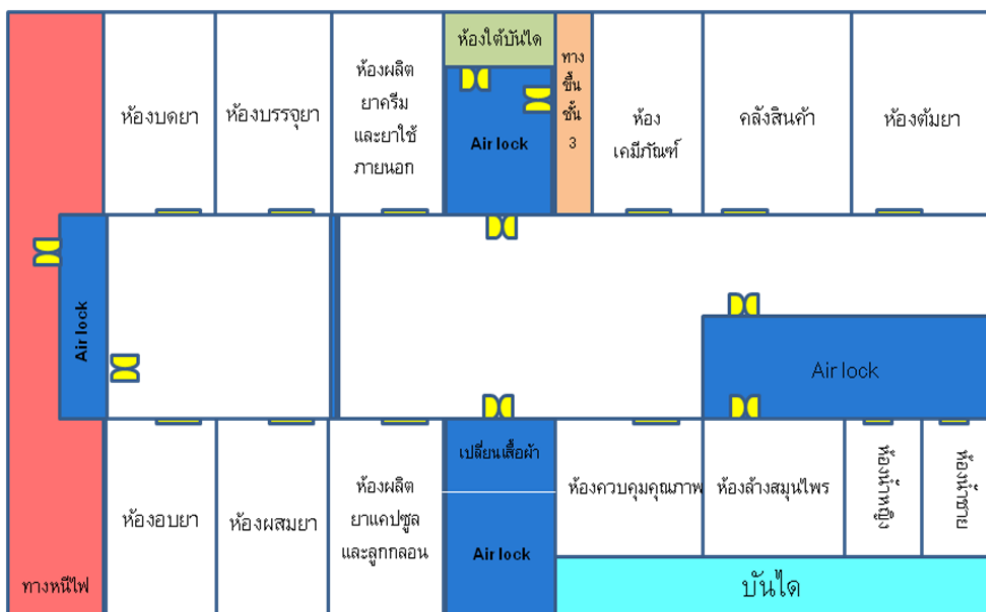 ห้องใต้บันได
ห้องบดยา
ห้องบรรจุยา
ห้องผลิต
ยาครีม
และยาใช้
ภายนอก
Air lock
ทาง
ขึ้น
ชั้น
3
ห้อง
เคมีภัณฑ์
คลังสินค้า
ห้องต้มยา
Air lock
Air lock
ทางหนีไฟ
ห้องอบยา
ห้องผสมยา
ห้องผลิต
ยาแคปซูล
และลูกกลอน
เปลี่ยนเสื้อผ้า
Air lock
ห้องควบคุมคุณภาพ
ห้องล้างสมุนไพร
ห้องน้ำหญิง
ห้องน้ำชาย
บันได